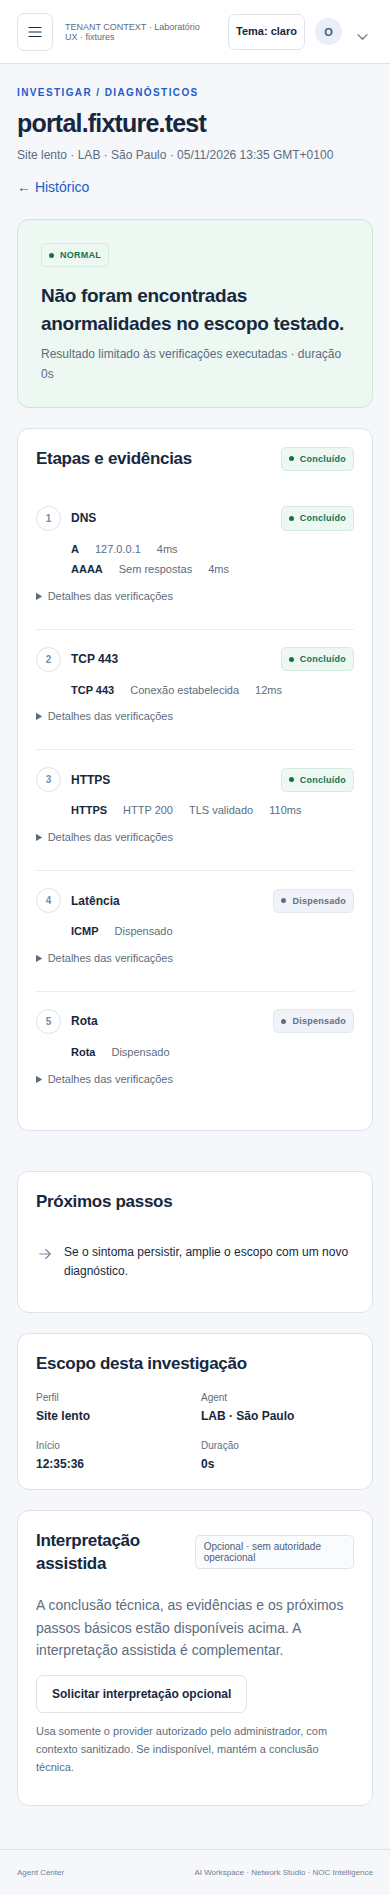 TENANT CONTEXT · Laboratório
UX · fixtures
Tema: claro
O
INVESTIGAR / DIAGNÓSTICOS
portal.fixture.test
Site lento · LAB · São Paulo · 05/11/2026 13:35 GMT+0100
← Histórico
NORMAL
Não foram encontradas
anormalidades no escopo testado.
Resultado limitado às verificações executadas · duração
0s
Etapas e evidências
Concluído
1 DNS Concluído
A 127.0.0.1 4ms
AAAA Sem respostas 4ms
▶ Detalhes das verificações
2 TCP 443 Concluído
TCP 443 Conexão estabelecida 12ms
▶ Detalhes das verificações
3 HTTPS Concluído
HTTPS HTTP 200 TLS validado 110ms
▶ Detalhes das verificações
4 Latência Dispensado
ICMP Dispensado
▶ Detalhes das verificações
5 Rota Dispensado
Rota Dispensado
▶ Detalhes das verificações
Próximos passos
Se o sintoma persistir, amplie o escopo com um novo
diagnóstico.
Escopo desta investigação
Perfil Agent
Site lento LAB · São Paulo
Início Duração
12:35:36 0s
Interpretação
assistida
Opcional · sem autoridade
operacional
A conclusão técnica, as evidências e os próximos
passos básicos estão disponíveis acima. A
interpretação assistida é complementar.
Solicitar interpretação opcional
Usa somente o provider autorizado pelo administrador, com
contexto sanitizado. Se indisponível, mantém a conclusão
técnica.
Agent Center AI Workspace · Network Studio · NOC Intelligence